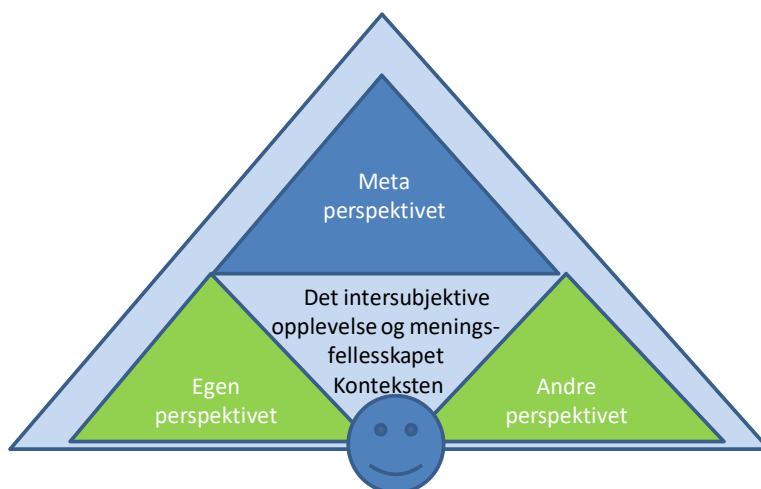 Meta
perspektivet
Det intersubjektive
opplevelse og menings-
fellesskapet
Konteksten
Egen
perspektivet
Andre
perspektivet